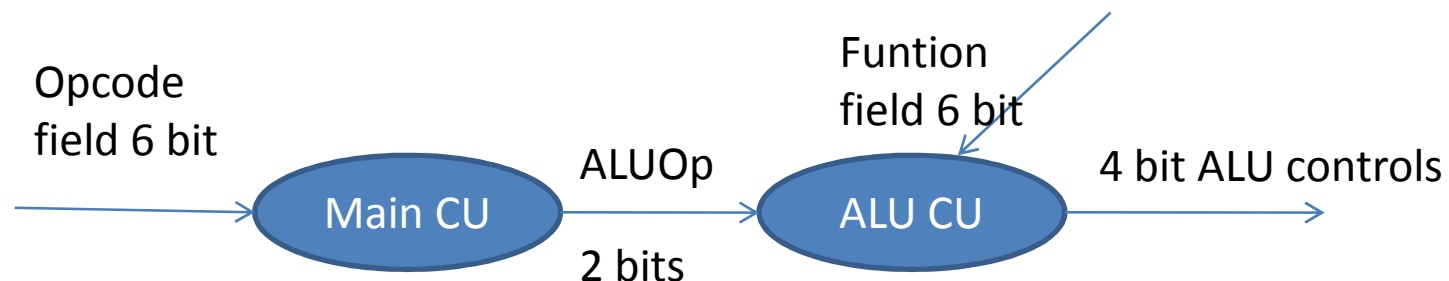 Opcode
field 6 bit
Main CU
ALUOp
2 bits
Funtion
field 6 bit
ALU CU
4 bit ALU controls